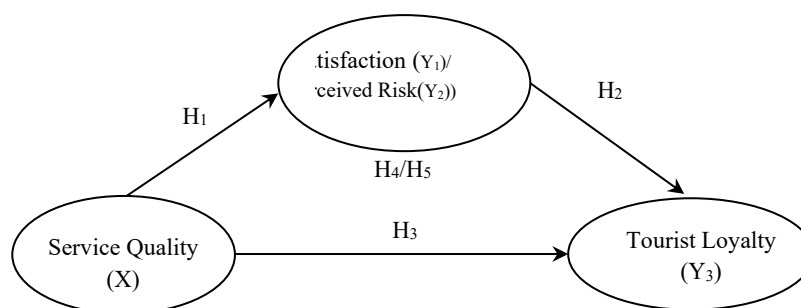 tisfaction (Y1)/
rceived Risk(Y2))
H1
H2
H4/H5
H3
Service Quality
(X)
Tourist Loyalty
(Y3)